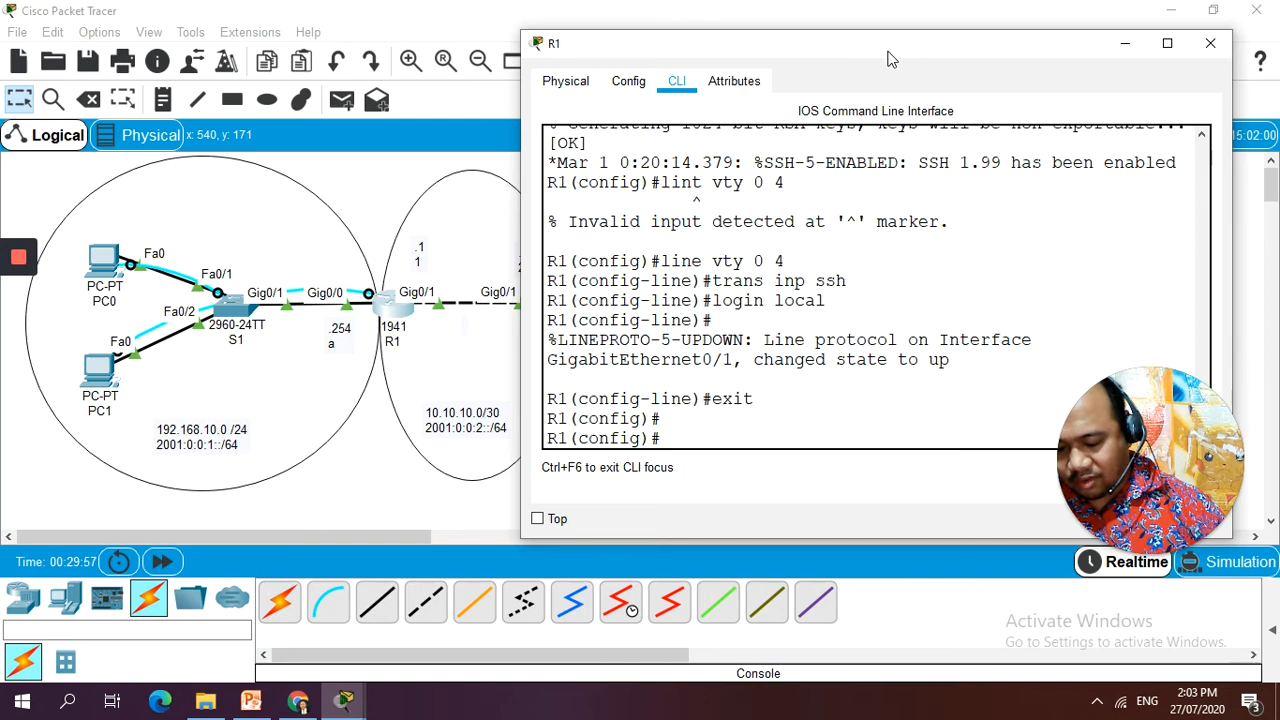 Cisco Packet Tracer
File Edit Options View Tools Extensions Help
Logical Physical x: 540, y: 171
15:02:00
R1
Physical Config CLI Attributes
IOS Command Line Interface
[OK]
*Mar 1 0:20:14.379: %SSH-5-ENABLED: SSH 1.99 has been enabled
R1(config)#lint vty 0 4
^
% Invalid input detected at '^' marker.
R1(config)#line vty 0 4
R1(config-line)#trans inp ssh
R1(config-line)#login local
R1(config-line)#
%LINEPROTO-5-UPDOWN: Line protocol on Interface
GigabitEthernet0/1, changed state to up
R1(config-line)#exit
R1(config)#
R1(config)#
Ctrl+F6 to exit CLI focus
Top
Fa0
PC-PT
PC0
Fa0/1
Fa0/2
Gig0/1
Gig0/0
2960-24TT
S1
Fa0
PC-PT
PC1
.254
a
1941
R1
Gig0/1
Gig0/1
.1
1
192.168.10.0 /24
2001:0:0:1::/64
10.10.10.0/30
2001:0:0:2::/64
Time: 00:29:57
Realtime Simulation
Activate Windows
Go to Settings to activate Windows.
Console
ENG
2:03 PM
27/07/2020
3